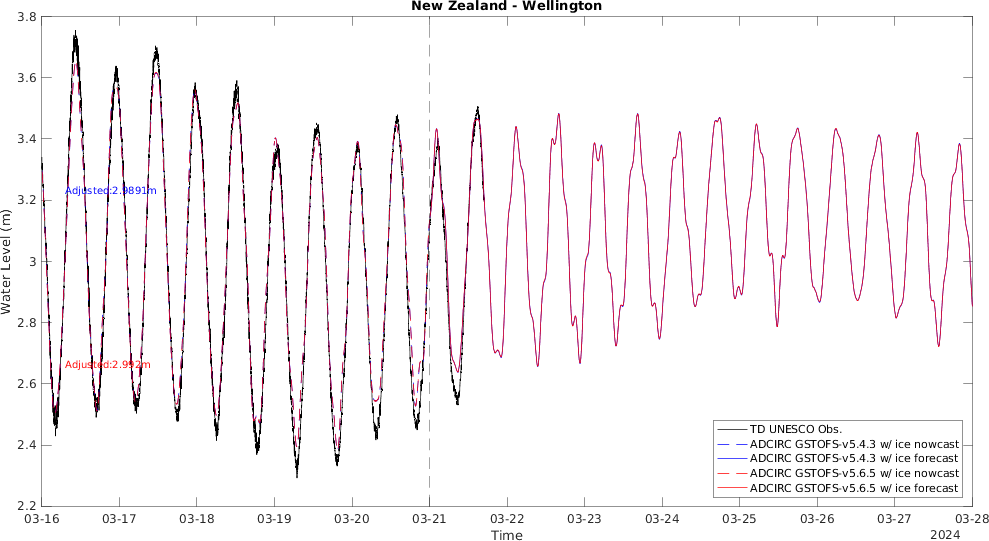 New Zealand - Wellington
3.8
3.6
3.4
3.2
3
2.8
2.6
2.4
2.2
Water Level (m)
Adjusted:2.9891m
Adjusted:2.992m
TD UNESCO Obs.
ADCIRC GSTOFS-v5.4.3 w/ ice nowcast
ADCIRC GSTOFS-v5.4.3 w/ ice forecast
ADCIRC GSTOFS-v5.6.5 w/ ice nowcast
ADCIRC GSTOFS-v5.6.5 w/ ice forecast
03-16 03-17 03-18 03-19 03-20 03-21 03-22 03-23 03-24 03-25 03-26 03-27 03-28
Time
2024